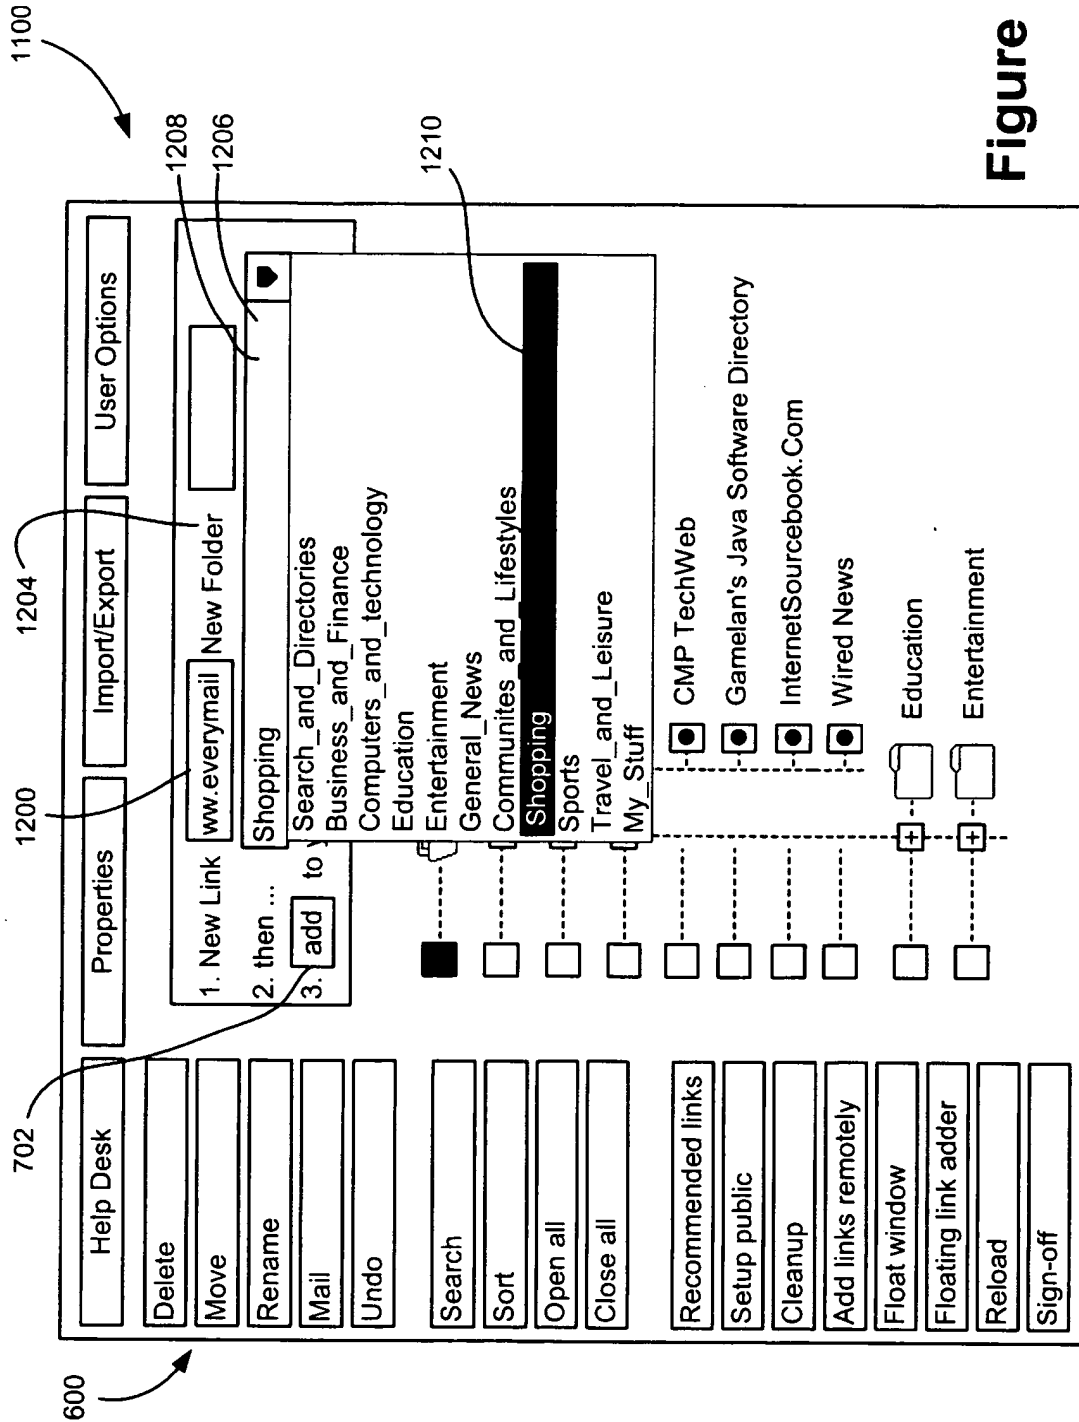 1100
1204
1200
702
1208
1206
1210
600
Help Desk
Properties
Import/Export
User Options
Delete
Move
Rename
Mail
Undo
Search
Sort
Open all
Close all
Recommended links
Setup public
Cleanup
Add links remotely
Float window
Floating link adder
Reload
Sign-off
1. New Link ww.everymail New Folder
2. then ... Shopping
3. add to
Search_and_Directories
Business_and_Finance
Computers_and_technology
Education
Entertainment
General_News
Communites_and_Lifestyles
Shopping
Sports
Travel_and_Leisure
My_Stuff
CMP TechWeb
Gamelan's Java Software Directory
InternetSourcebook.Com
Wired News
+ Education
+ Entertainment
Figure